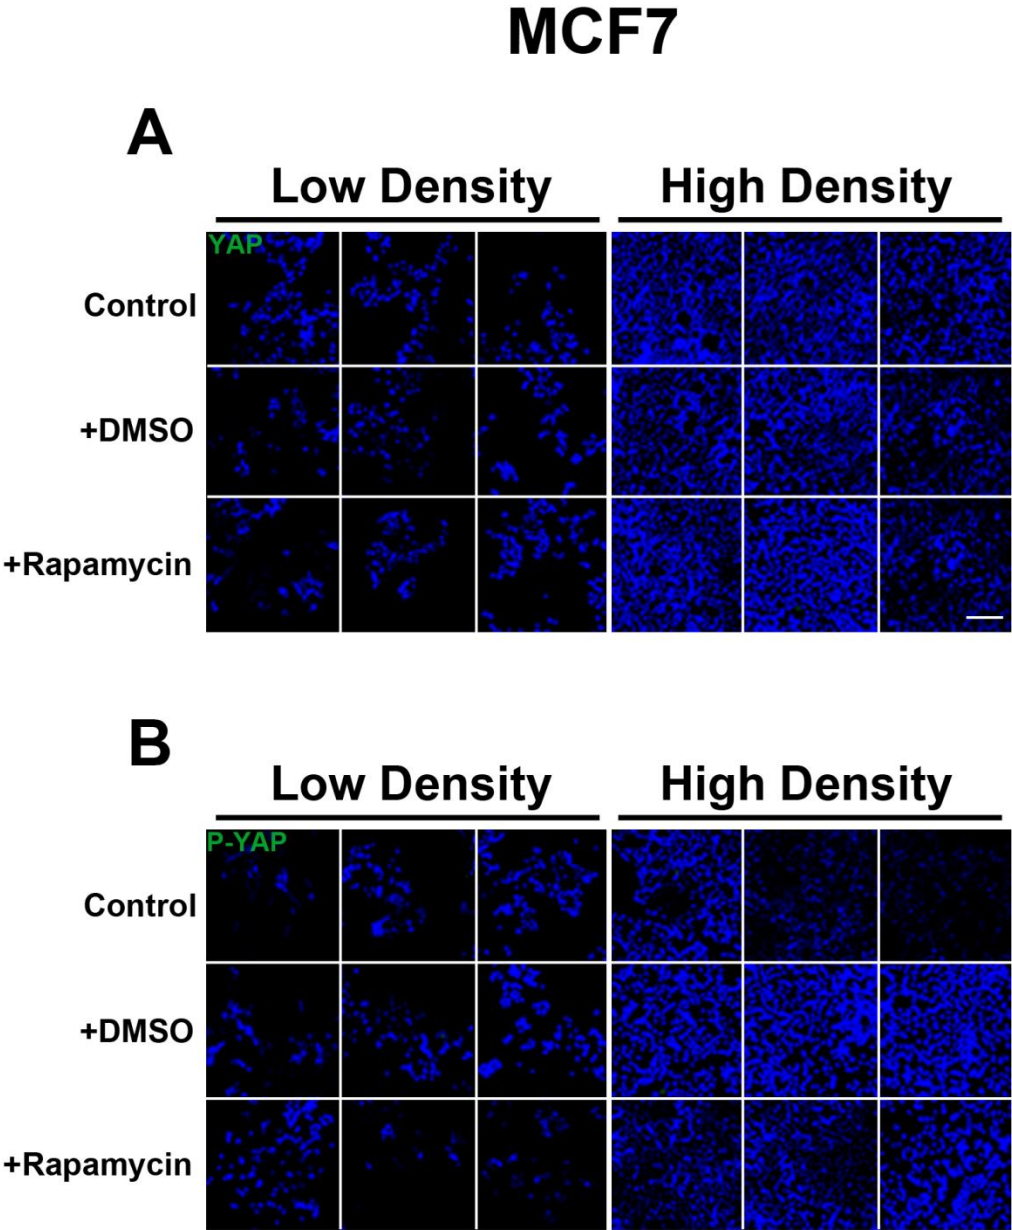 MCF7
A
Low Density High Density
YAP
Control
+DMSO
+Rapamycin
B
Low Density High Density
P-YAP
Control
+DMSO
+Rapamycin